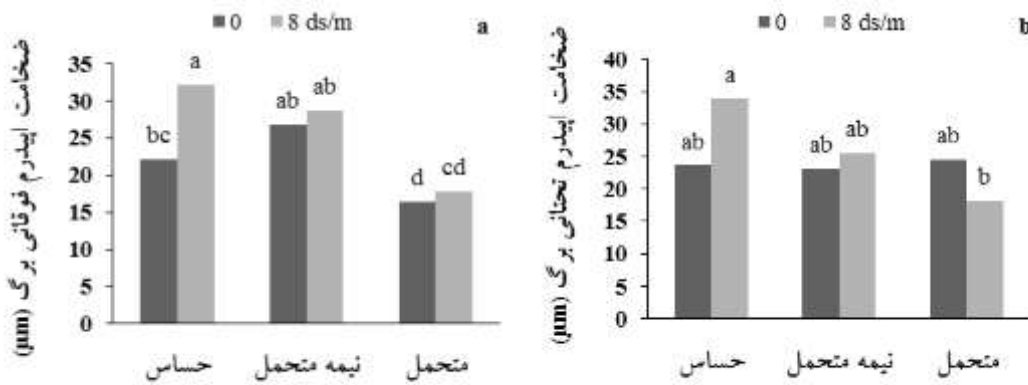 0 8 ds/m a
ضخامت اپیدرم فوقانی برگ (µm)
35
30
25
20
15
10
5
0
bc a ab ab d cd
حساس نیمه متحمل متحمل
0 8 ds/m b
ضخامت اپیدرم تحتانی برگ (µm)
40
35
30
25
20
15
10
5
0
ab a ab ab ab b
حساس نیمه متحمل متحمل